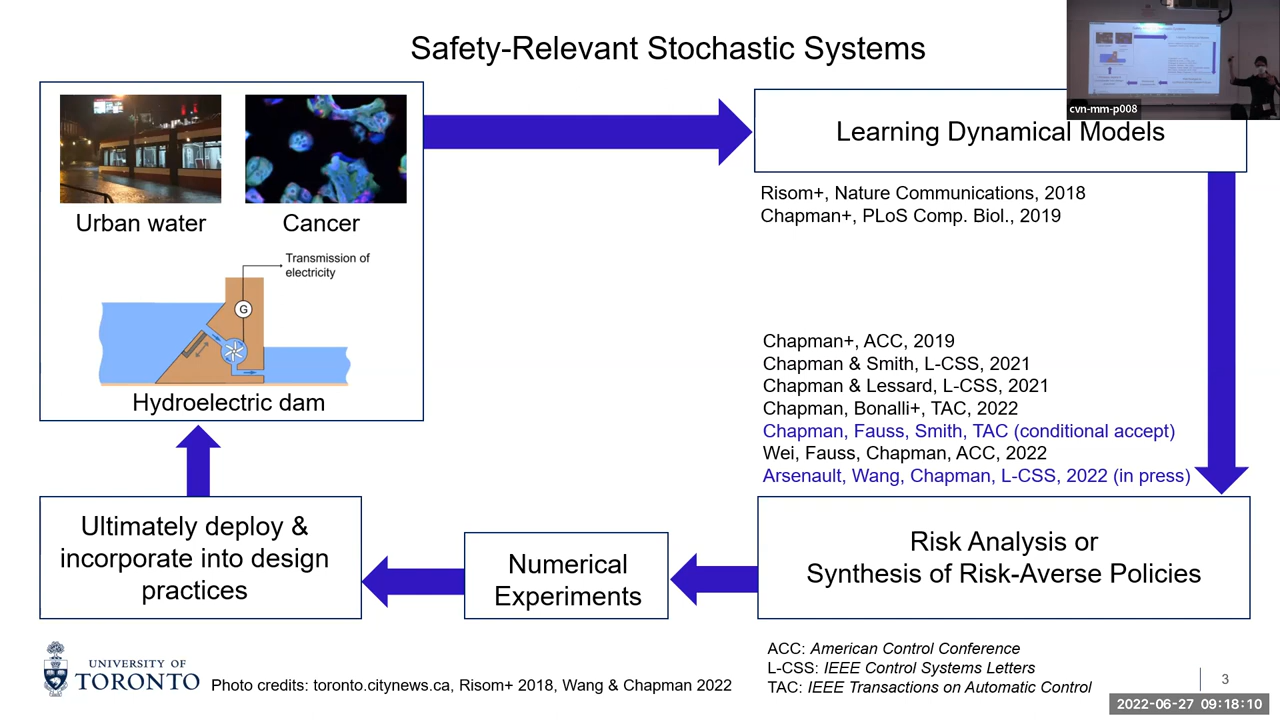 Safety-Relevant Stochastic Systems
cvn-mm-p008
Urban water
Cancer
Transmission of
electricity
G
Hydroelectric dam
Learning Dynamical Models
Risom+, Nature Communications, 2018
Chapman+, PLoS Comp. Biol., 2019
Chapman+, ACC, 2019
Chapman & Smith, L-CSS, 2021
Chapman & Lessard, L-CSS, 2021
Chapman, Bonalli+, TAC, 2022
Chapman, Fauss, Smith, TAC (conditional accept)
Wei, Fauss, Chapman, ACC, 2022
Arsenault, Wang, Chapman, L-CSS, 2022 (in press)
Risk Analysis or
Synthesis of Risk-Averse Policies
Numerical
Experiments
Ultimately deploy &
incorporate into design
practices
UNIVERSITY OF
TORONTO
Photo credits: toronto.citynews.ca, Risom+ 2018, Wang & Chapman 2022
ACC: American Control Conference
L-CSS: IEEE Control Systems Letters
TAC: IEEE Transactions on Automatic Control
3
2022-06-27 09:18:10